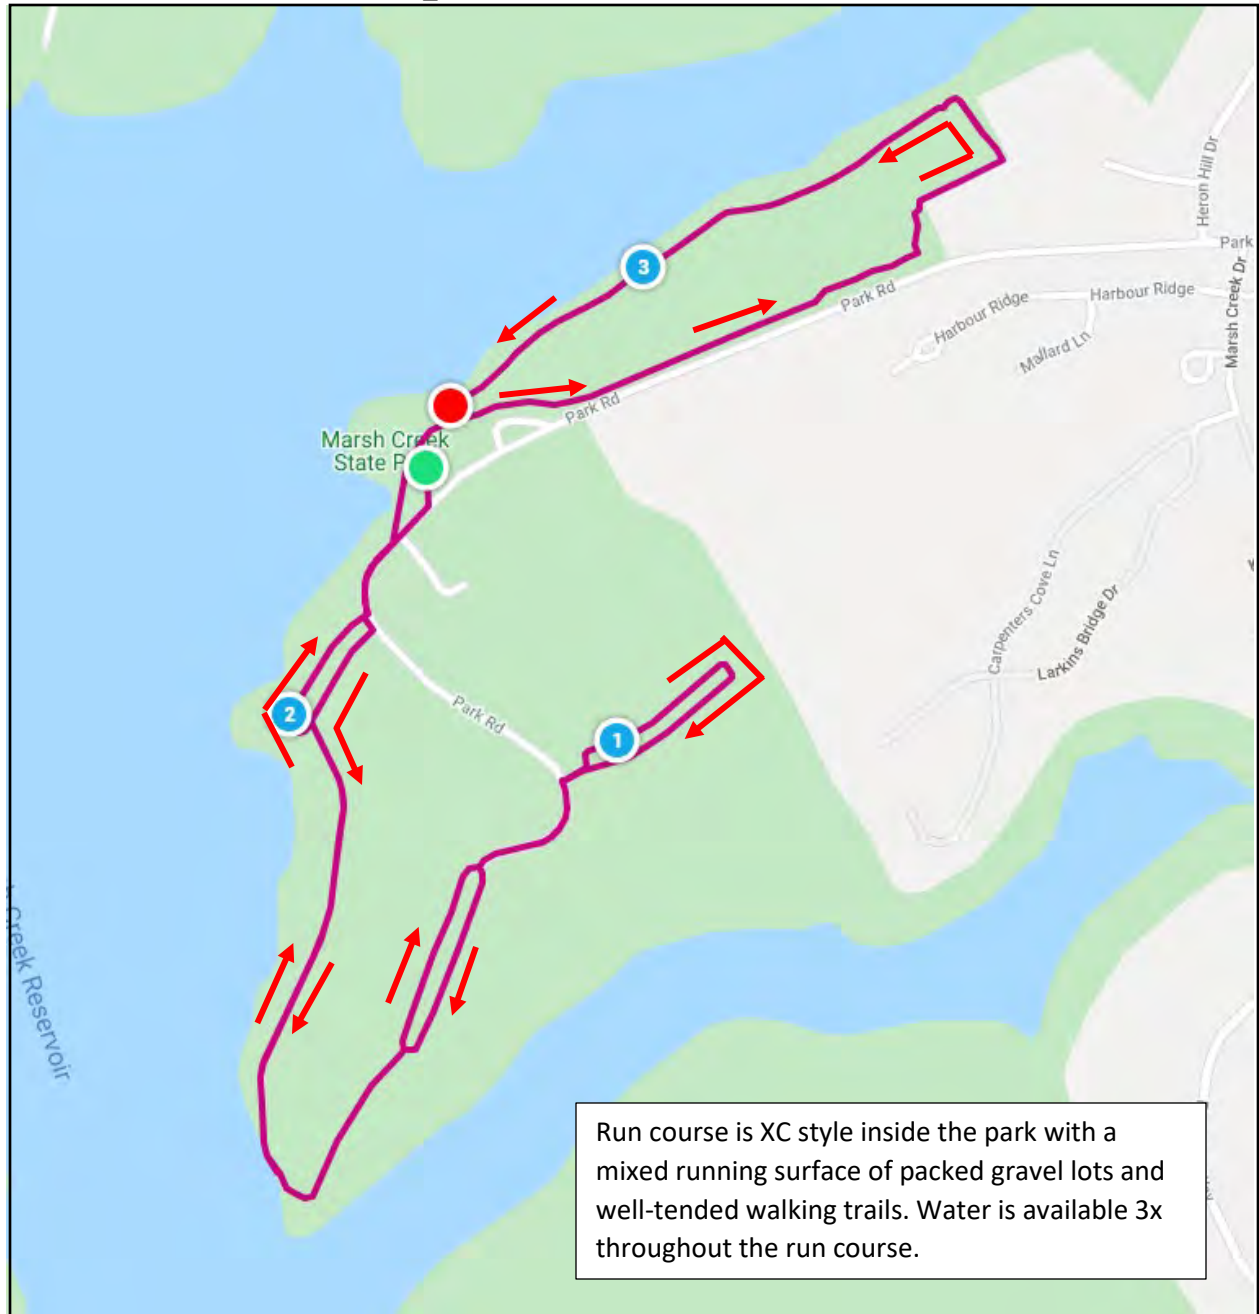 Heron Hill Dr
Park
3
Marsh Creek Dr
Harbour Ridge
Harbour Ridge
Park Rd
Mallard Ln
Park Rd
Marsh Creek
State P
Carpenters Cove Ln
Larkins Bridge Dr
Park Rd
2
1
Creek Reservoir
Run course is XC style inside the park with a
mixed running surface of packed gravel lots and
well-tended walking trails. Water is available 3x
throughout the run course.